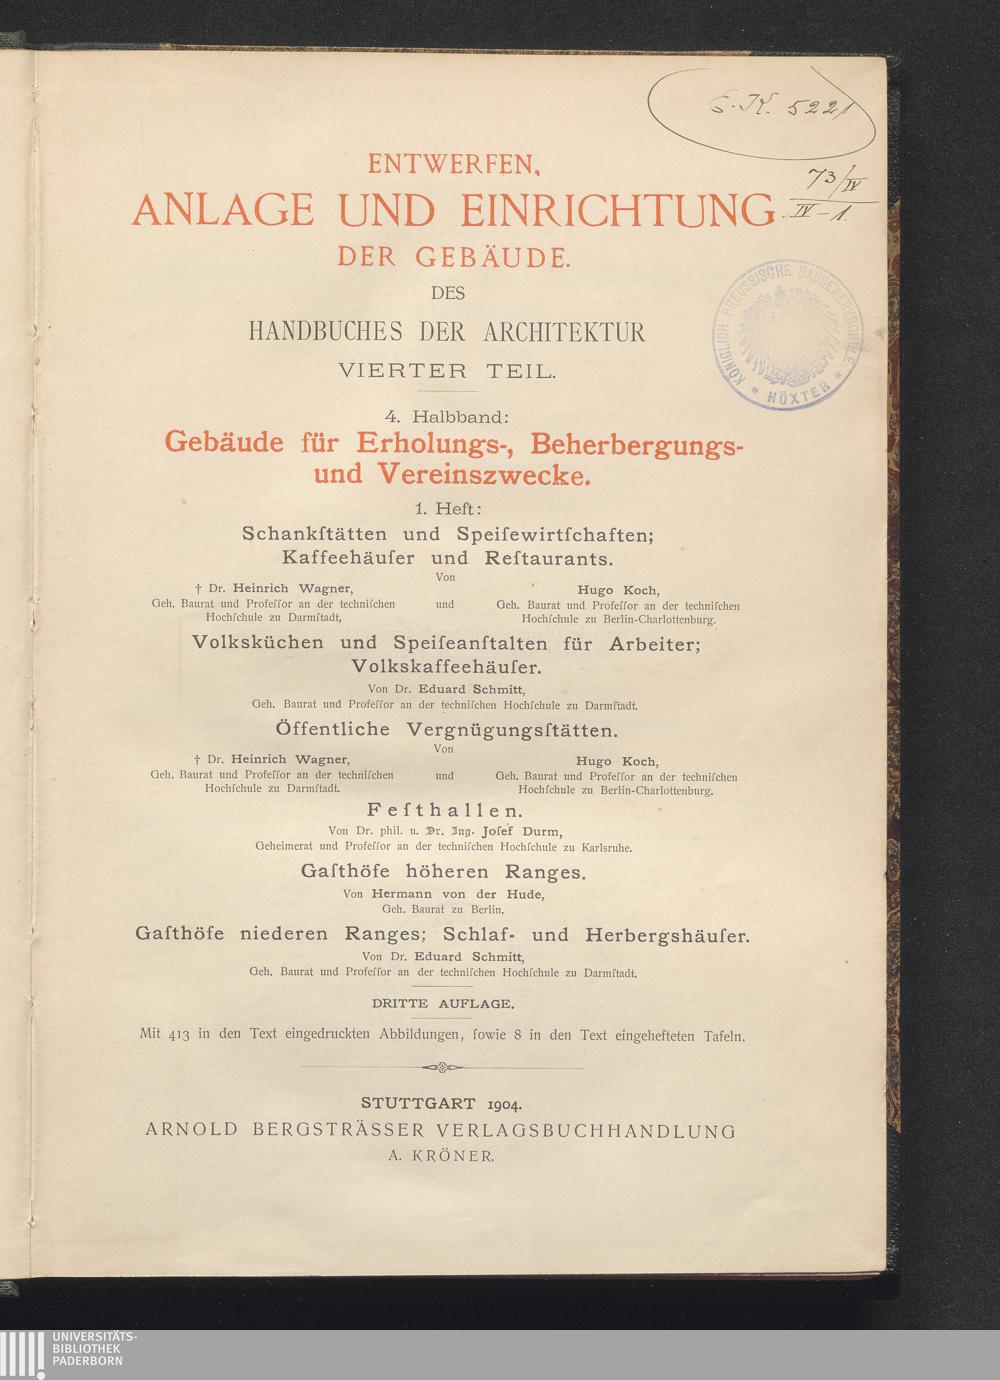 E. K. 5221
73/IV
IV-1.
ENTWERFEN,
ANLAGE UND EINRICHTUNG
DER GEBÄUDE.
DES
HANDBUCHES DER ARCHITEKTUR
VIERTER TEIL.
KÖNIGLICH PREUSSISCHE BAUGEWERKSCHULE
* HÖXTER *
4. Halbband:
Gebäude für Erholungs-, Beherbergungs-
und Vereinszwecke.
1. Heft:
Schankſtätten und Speiſewirtſchaften;
Kaffeehäuſer und Reſtaurants.
Von
† Dr. Heinrich Wagner,
Geh. Baurat und Profeſſor an der techniſchen
Hochſchule zu Darmſtadt,
und
Hugo Koch,
Geh. Baurat und Profeſſor an der techniſchen
Hochſchule zu Berlin-Charlottenburg.
Volksküchen und Speiſeanſtalten für Arbeiter;
Volkskaffeehäuſer.
Von Dr. Eduard Schmitt,
Geh. Baurat und Profeſſor an der techniſchen Hochſchule zu Darmſtadt.
Öffentliche Vergnügungsſtätten.
Von
† Dr. Heinrich Wagner,
Geh. Baurat und Profeſſor an der techniſchen
Hochſchule zu Darmſtadt.
und
Hugo Koch,
Geh. Baurat und Profeſſor an der techniſchen
Hochſchule zu Berlin-Charlottenburg.
Feſthallen.
Von Dr. phil. u. Dr. Ing. Joſef Durm,
Geheimerat und Profeſſor an der techniſchen Hochſchule zu Karlsruhe.
Gaſthöfe höheren Ranges.
Von Hermann von der Hude,
Geh. Baurat zu Berlin.
Gaſthöfe niederen Ranges; Schlaf- und Herbergshäuſer.
Von Dr. Eduard Schmitt,
Geh. Baurat und Profeſſor an der techniſchen Hochſchule zu Darmſtadt.
DRITTE AUFLAGE.
Mit 413 in den Text eingedruckten Abbildungen, ſowie 8 in den Text eingehefteten Tafeln.
STUTTGART 1904.
ARNOLD BERGSTRÄSSER VERLAGSBUCHHANDLUNG
A. KRÖNER.
UNIVERSITÄTS-
BIBLIOTHEK
PADERBORN